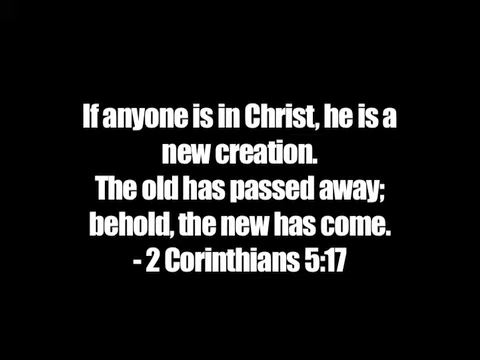 If anyone is in Christ, he is a
new creation.
The old has passed away;
behold, the new has come.
- 2 Corinthians 5:17